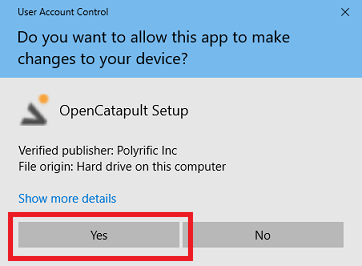 User Account Control
Do you want to allow this app to make
changes to your device?
OpenCatapult Setup
Verified publisher: Polyrific Inc
File origin: Hard drive on this computer
Show more details
Yes
No